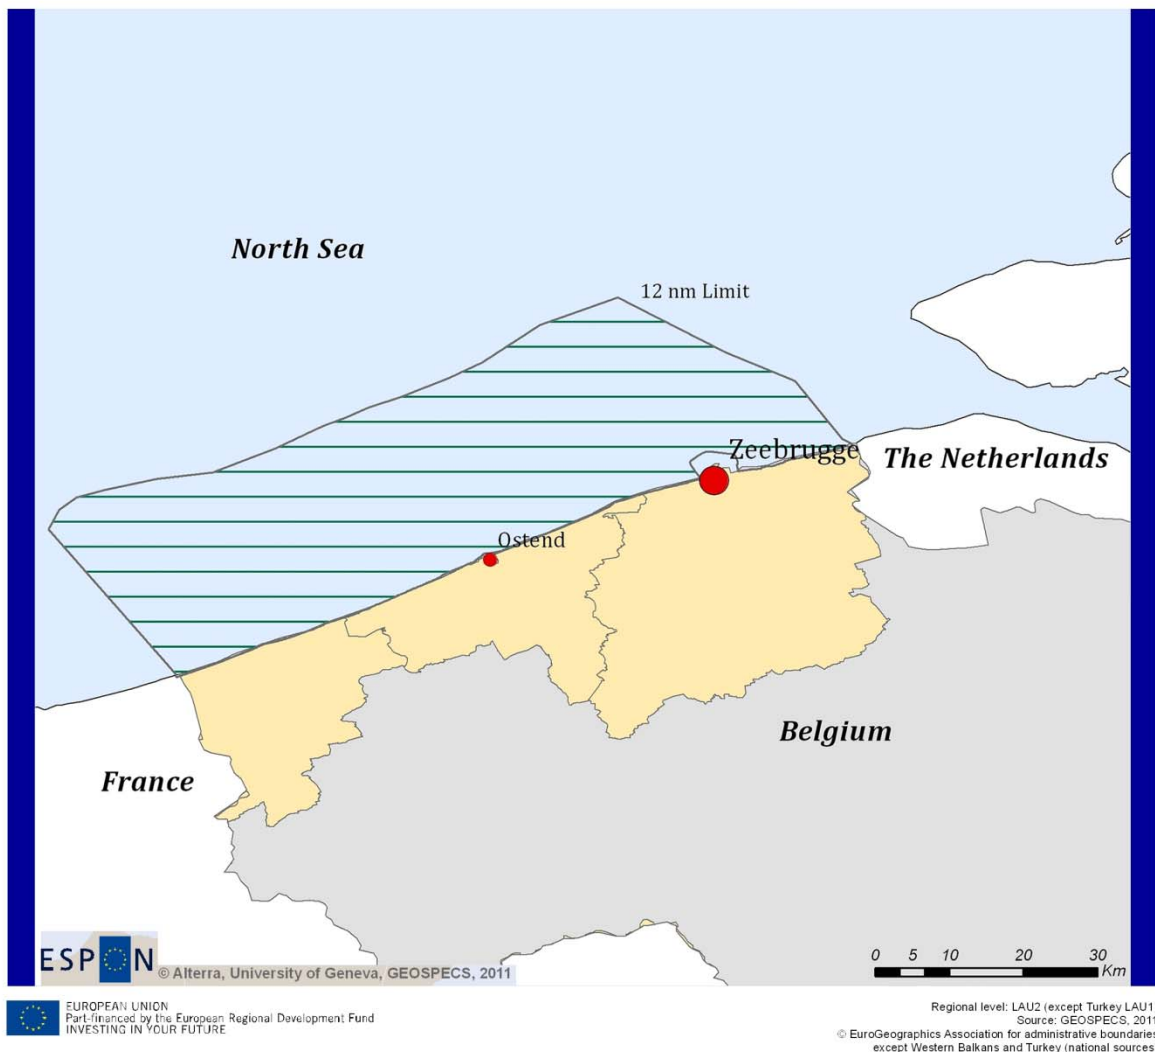 North Sea
12 nm Limit
Zeebrugge
The Netherlands
Ostend
Belgium
France
ESPON
© Alterra, University of Geneva, GEOSPECS, 2011
0 5 10 20 30
Km
EUROPEAN UNION
Part-financed by the European Regional Development Fund
INVESTING IN YOUR FUTURE
Regional level: LAU2 (except Turkey LAU1
Source: GEOSPECS, 2011
© EuroGeographics Association for administrative boundaries
except Western Balkans and Turkey (national sources